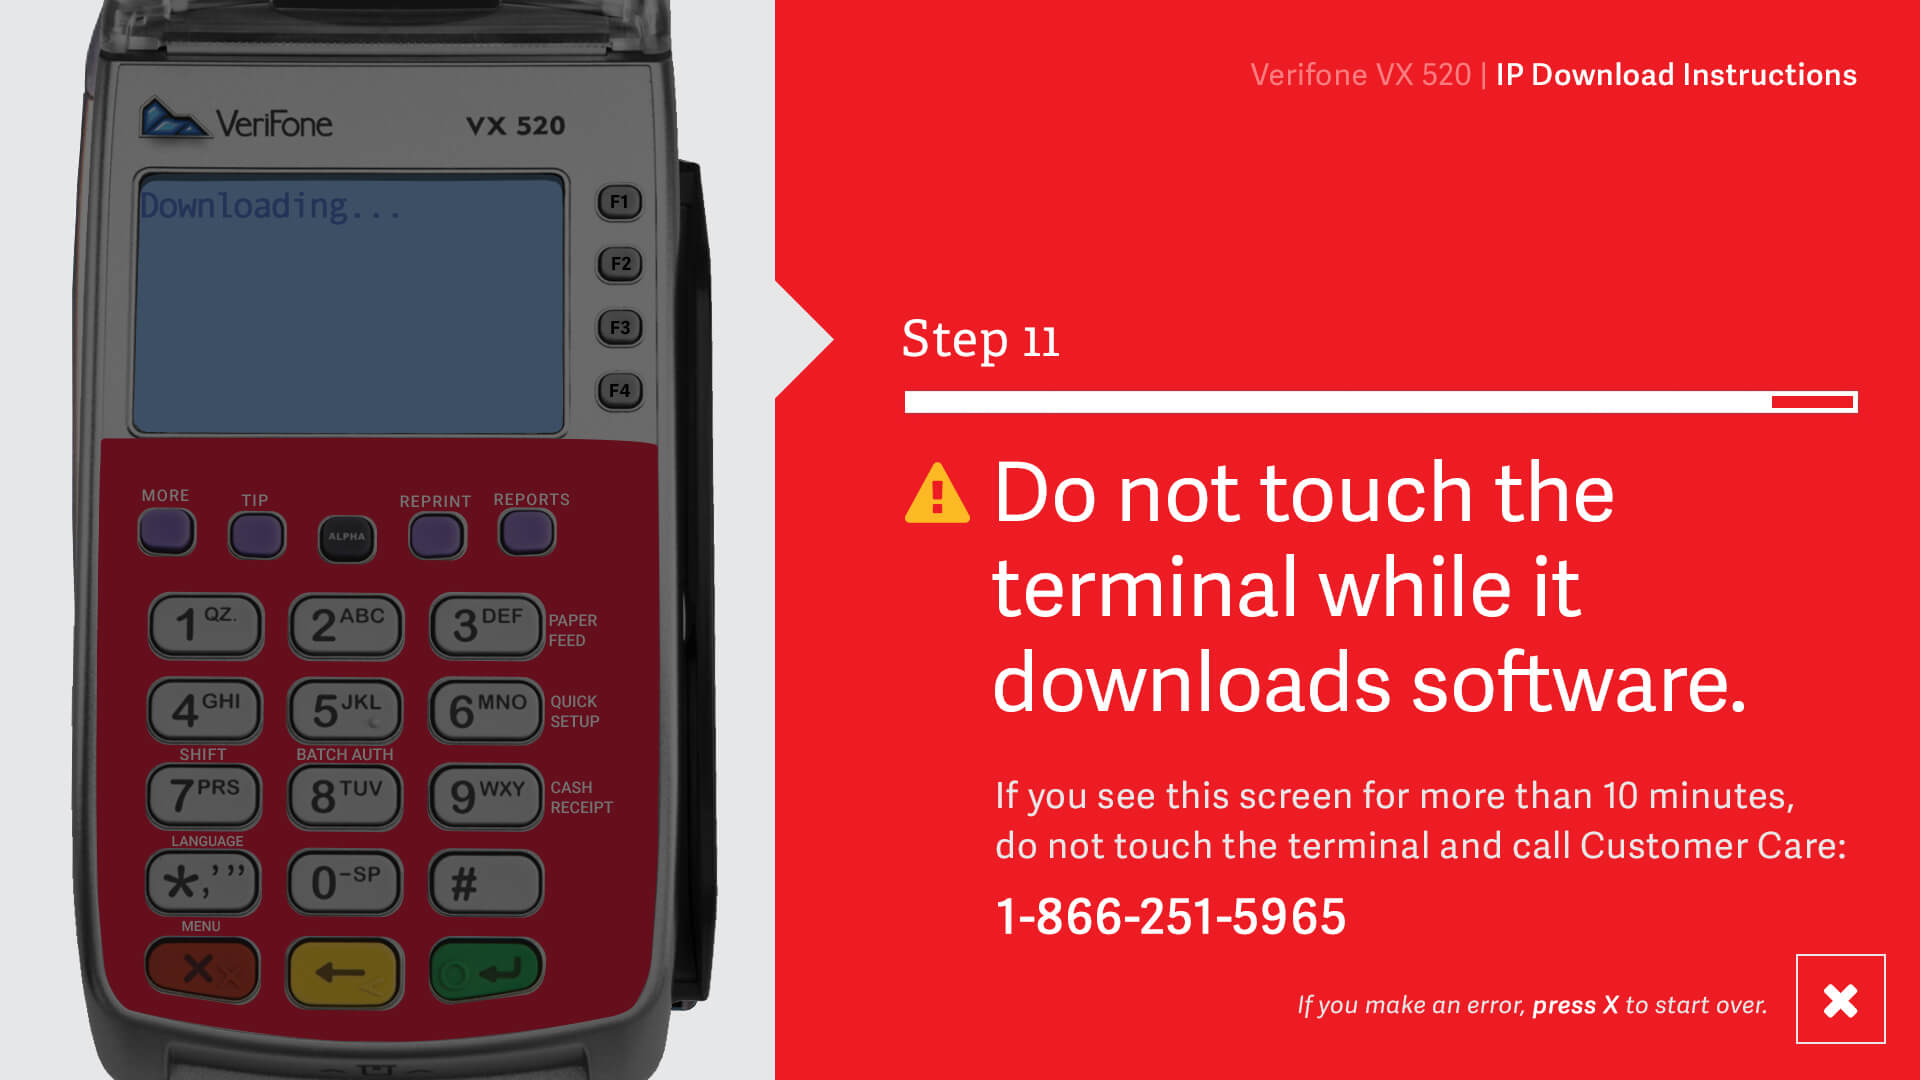 VeriFone
VX 520
Downloading...
F1
F2
F3
F4
MORE
TIP
ALPHA
REPRINT
REPORTS
1 QZ.
2 ABC
3 DEF
PAPER
FEED
4 GHI
5 JKL
6 MNO
QUICK
SETUP
SHIFT
BATCH AUTH
7 PRS
8 TUV
9 WXY
CASH
RECEIPT
LANGUAGE
*,'"
0 -SP
#
MENU
Verifone VX 520 | IP Download Instructions
Step 11
Do not touch the
terminal while it
downloads software.
If you see this screen for more than 10 minutes,
do not touch the terminal and call Customer Care:
1-866-251-5965
If you make an error, press X to start over.